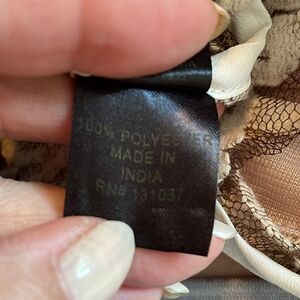 100% POLYESTER
MADE IN
INDIA
RN# 131037